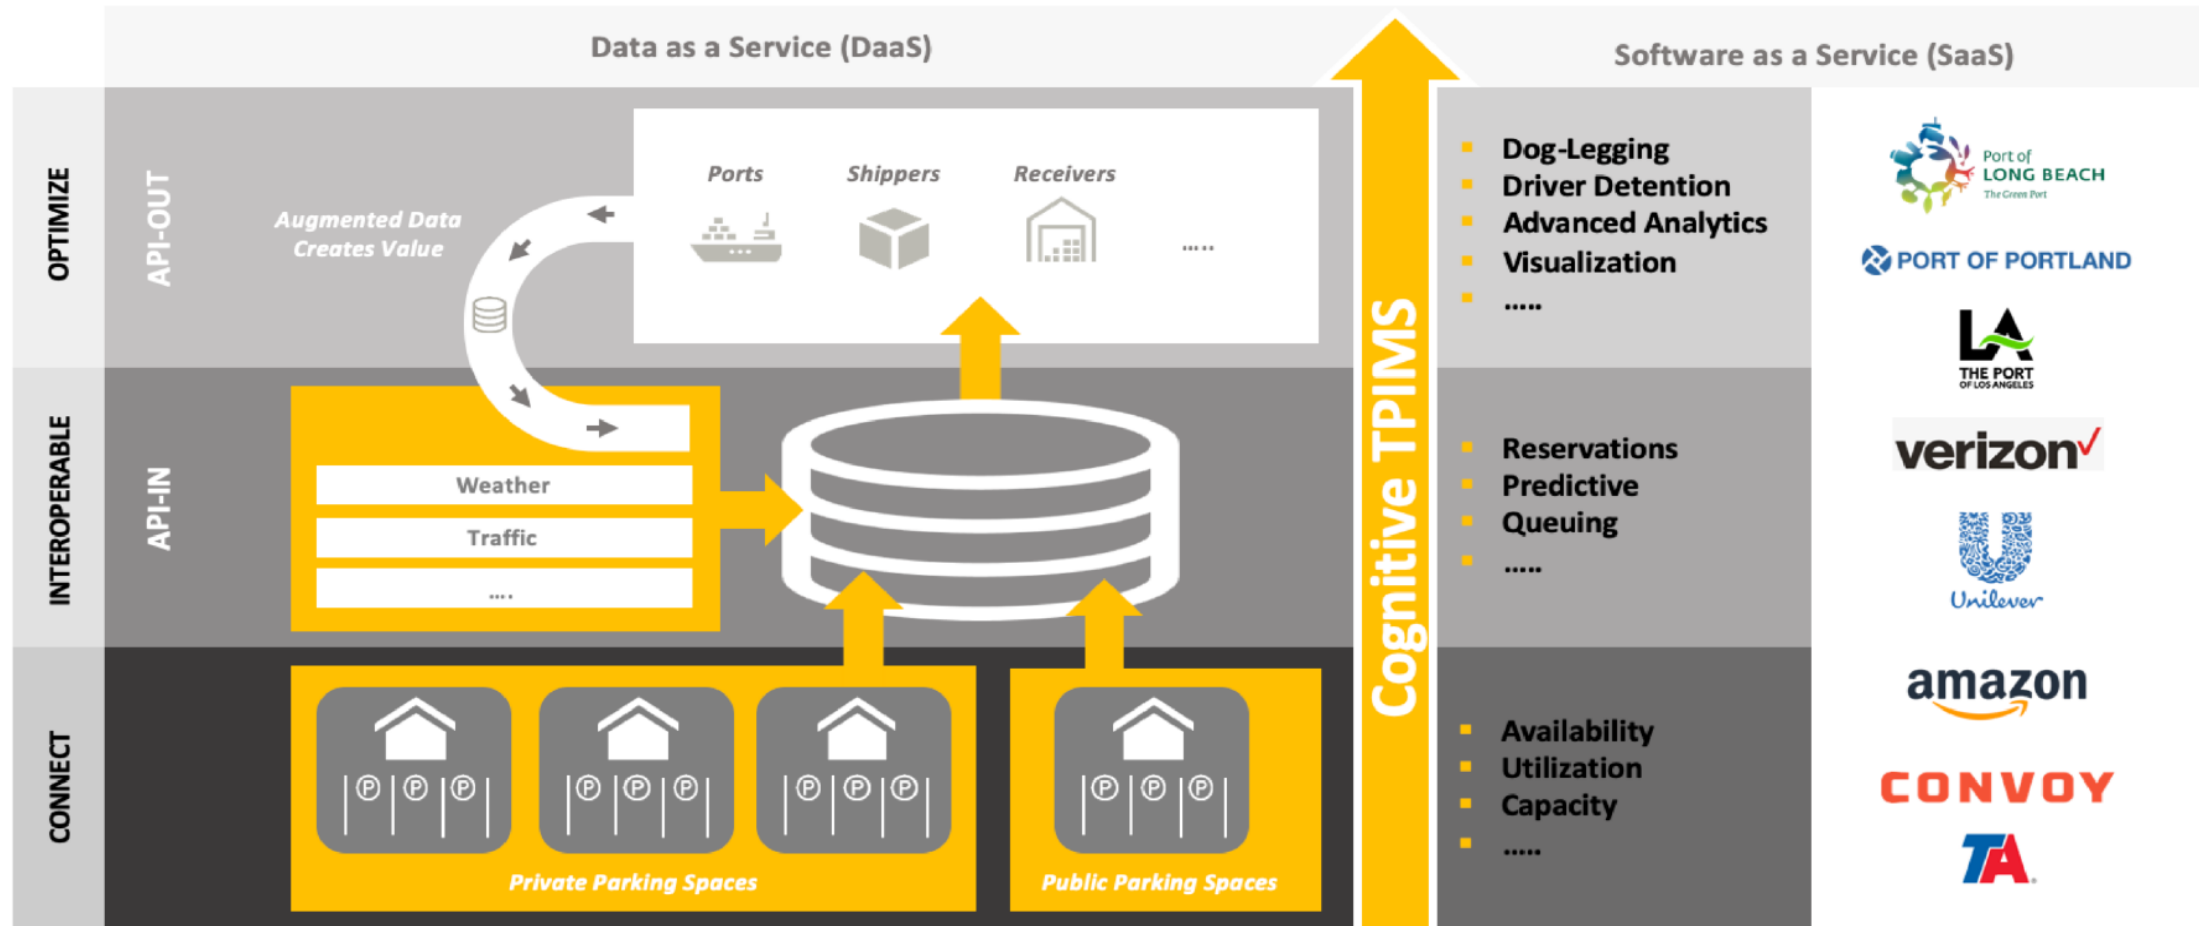 Data as a Service (DaaS)
Software as a Service (SaaS)
OPTIMIZE
API-OUT
Augmented Data
Creates Value
Ports
Shippers
Receivers
.....
Dog-Legging
Driver Detention
Advanced Analytics
Visualization
.....
INTEROPERABLE
API-IN
Weather
Traffic
....
Cognitive TPIMS
Reservations
Predictive
Queuing
.....
CONNECT
P P P
P P P
P P P
P P P
Private Parking Spaces
Public Parking Spaces
Availability
Utilization
Capacity
.....
Port of
LONG BEACH
The Green Port
PORT OF PORTLAND
LA
THE PORT
OF LOS ANGELES
verizon
U
Unilever
amazon
CONVOY
TA